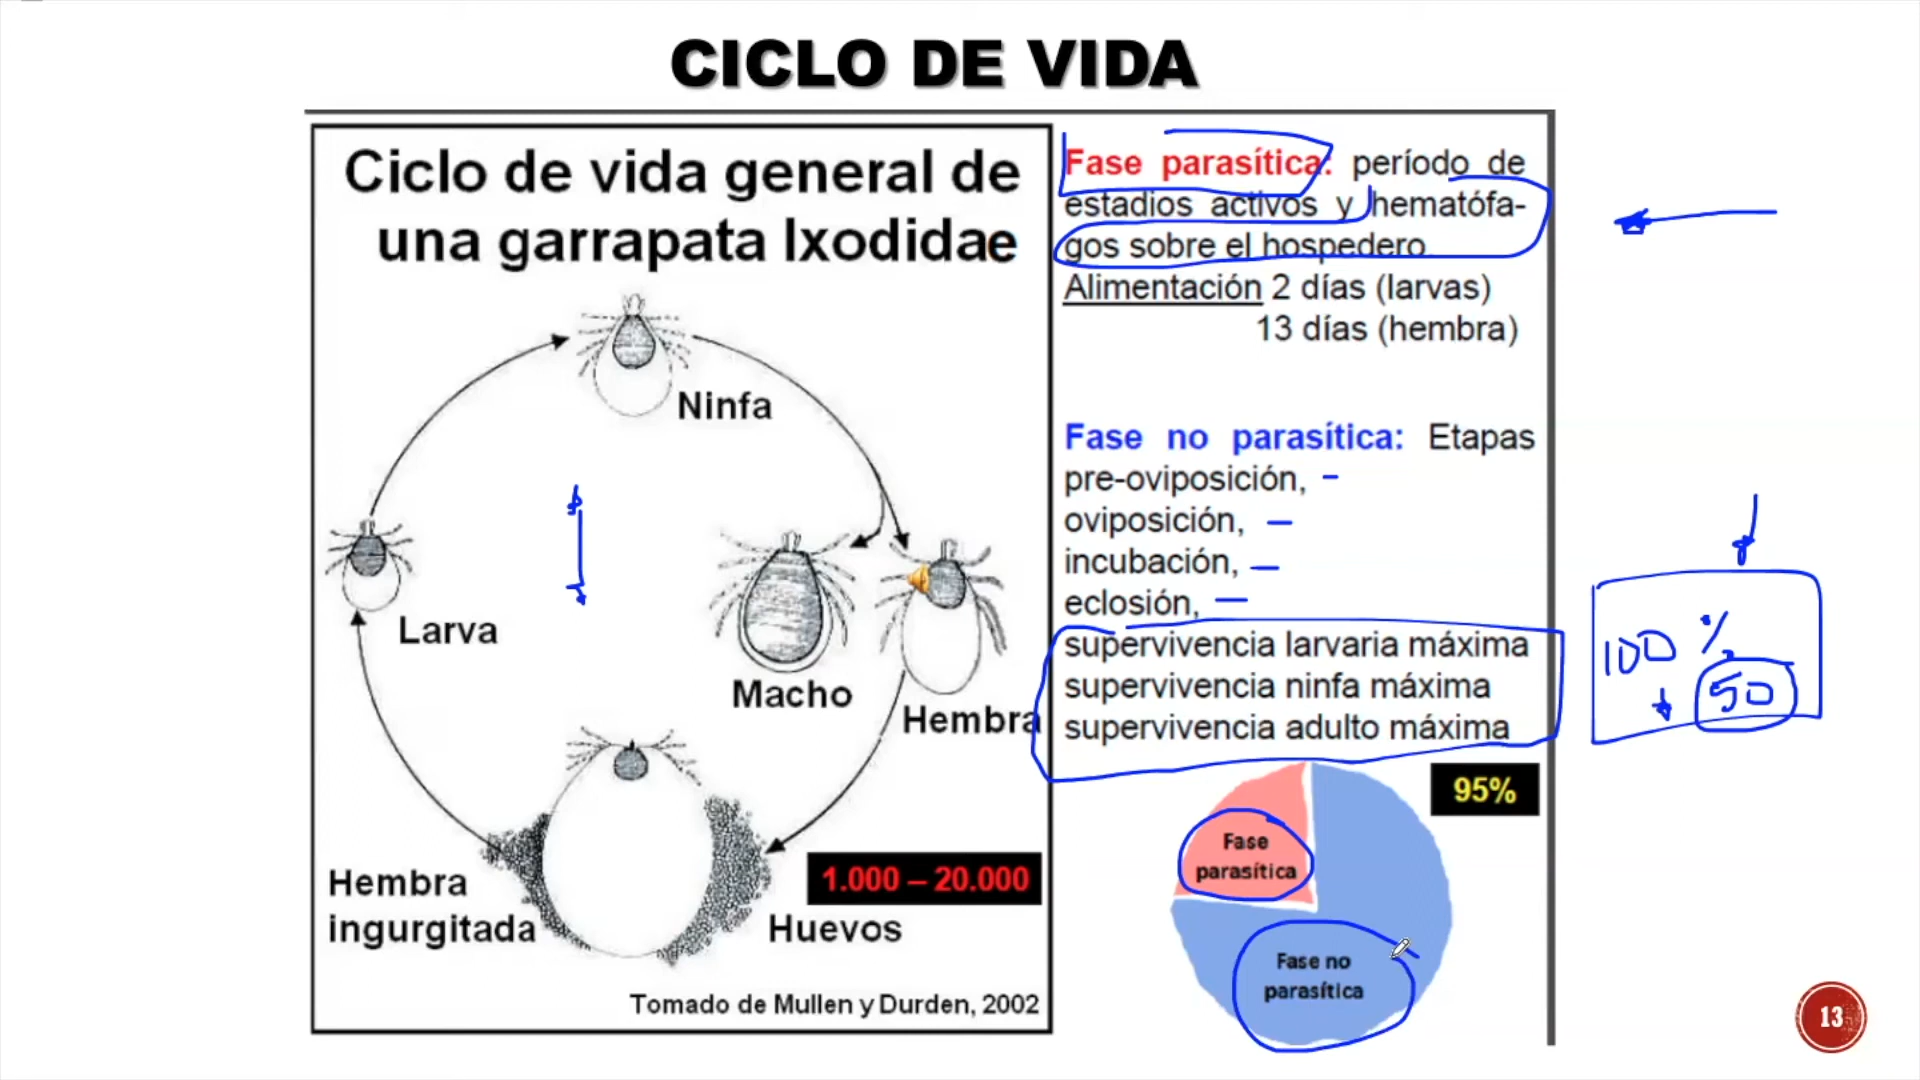 CICLO DE VIDA
Ciclo de vida general de
una garrapata Ixodidae
Ninfa
Larva
Macho
Hembra
Hembra
ingurgitada
1.000 – 20.000
Huevos
Tomado de Mullen y Durden, 2002
Fase parasítica: período de
estadios activos y hematófa-
gos sobre el hospedero.
Alimentación 2 días (larvas)
13 días (hembra)
Fase no parasítica: Etapas
pre-oviposición,
oviposición,
incubación,
eclosión,
supervivencia larvaria máxima
supervivencia ninfa máxima
supervivencia adulto máxima
95%
Fase
parasítica
Fase no
parasítica
100 %
50
13